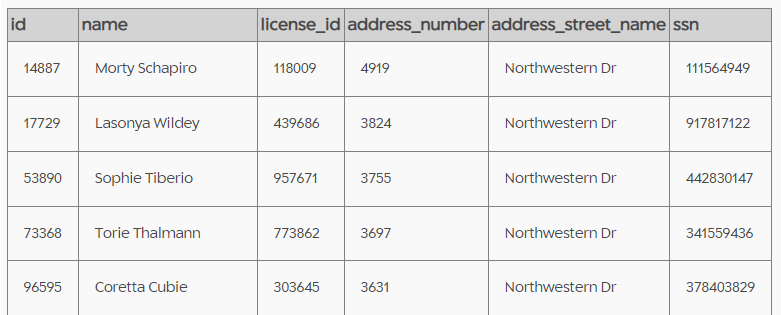 id name license_id address_number address_street_name ssn
14887 Morty Schapiro 118009 4919 Northwestern Dr 111564949
17729 Lasonya Wildey 439686 3824 Northwestern Dr 917817122
53890 Sophie Tiberio 957671 3755 Northwestern Dr 442830147
73368 Torie Thalmann 773862 3697 Northwestern Dr 341559436
96595 Coretta Cubie 303645 3631 Northwestern Dr 378403829